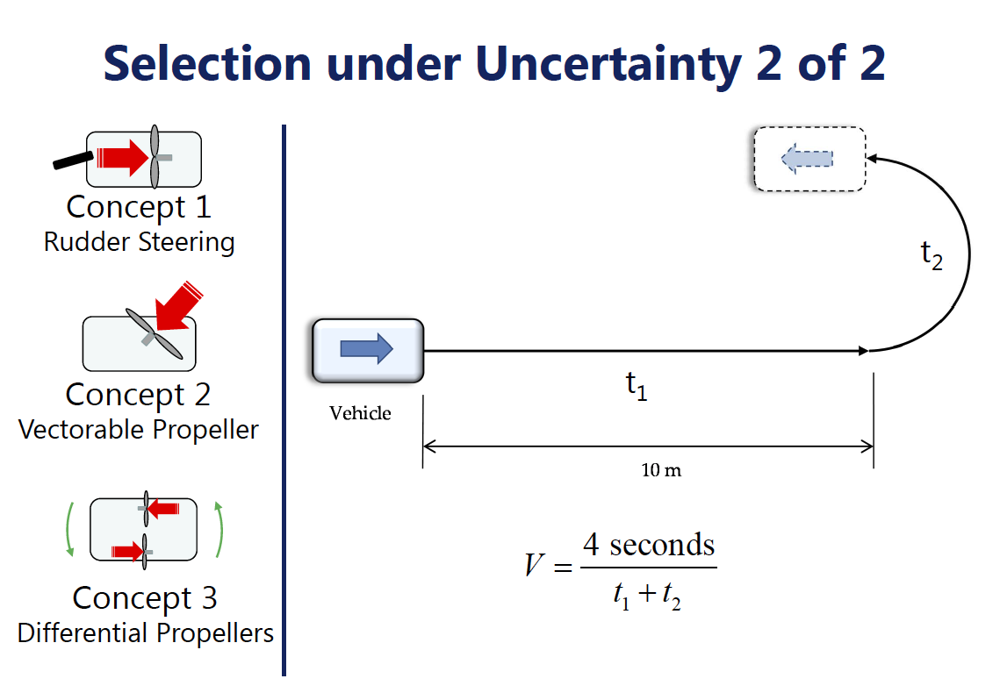 Selection under Uncertainty 2 of 2
Concept 1
Rudder Steering
Concept 2
Vectorable Propeller
Concept 3
Differential Propellers
t₂
t₁
Vehicle
10 m
V = 4 seconds / t₁ + t₂